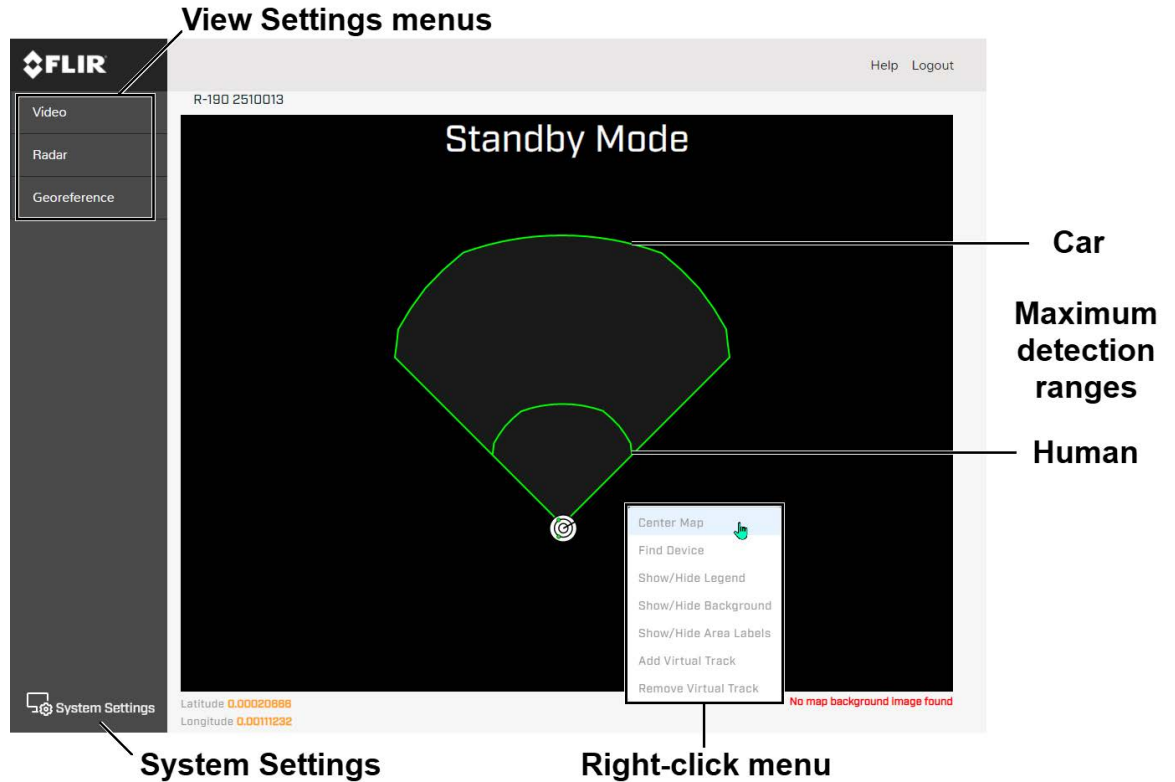 View Settings menus
FLIR
Help Logout
R-190 2510013
Video
Radar
Georeference
Standby Mode
Car
Maximum
detection
ranges
Human
Center Map
Find Device
Show/Hide Legend
Show/Hide Background
Show/Hide Area Labels
Add Virtual Track
Remove Virtual Track
System Settings
Latitude 0.00020886
Longitude 0.00111232
No map background image found
System Settings
Right-click menu